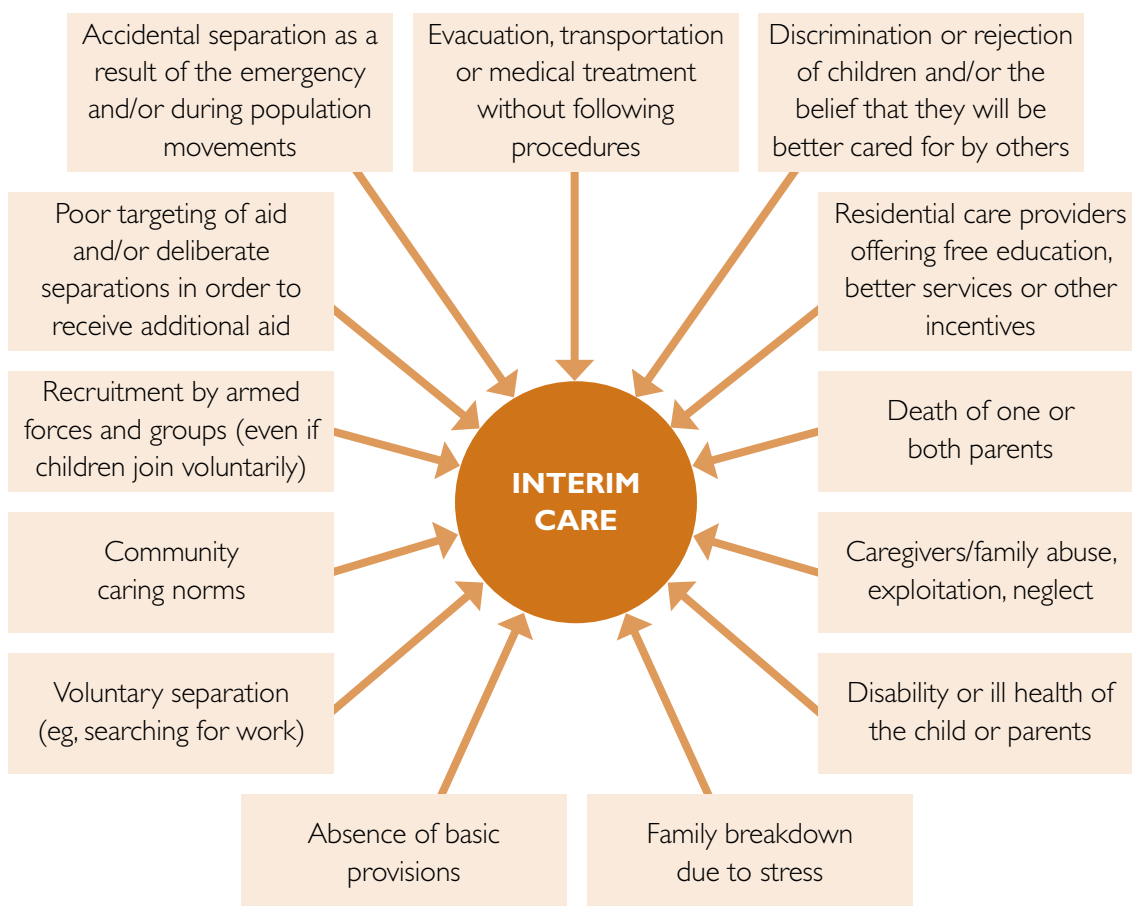 Accidental separation as a
result of the emergency
and/or during population
movements
Evacuation, transportation
or medical treatment
without following
procedures
Discrimination or rejection
of children and/or the
belief that they will be
better cared for by others
Poor targeting of aid
and/or deliberate
separations in order to
receive additional aid
Residential care providers
offering free education,
better services or other
incentives
Recruitment by armed
forces and groups (even if
children join voluntarily)
Death of one or
both parents
INTERIM
CARE
Community
caring norms
Caregivers/family abuse,
exploitation, neglect
Voluntary separation
(eg, searching for work)
Disability or ill health of
the child or parents
Absence of basic
provisions
Family breakdown
due to stress